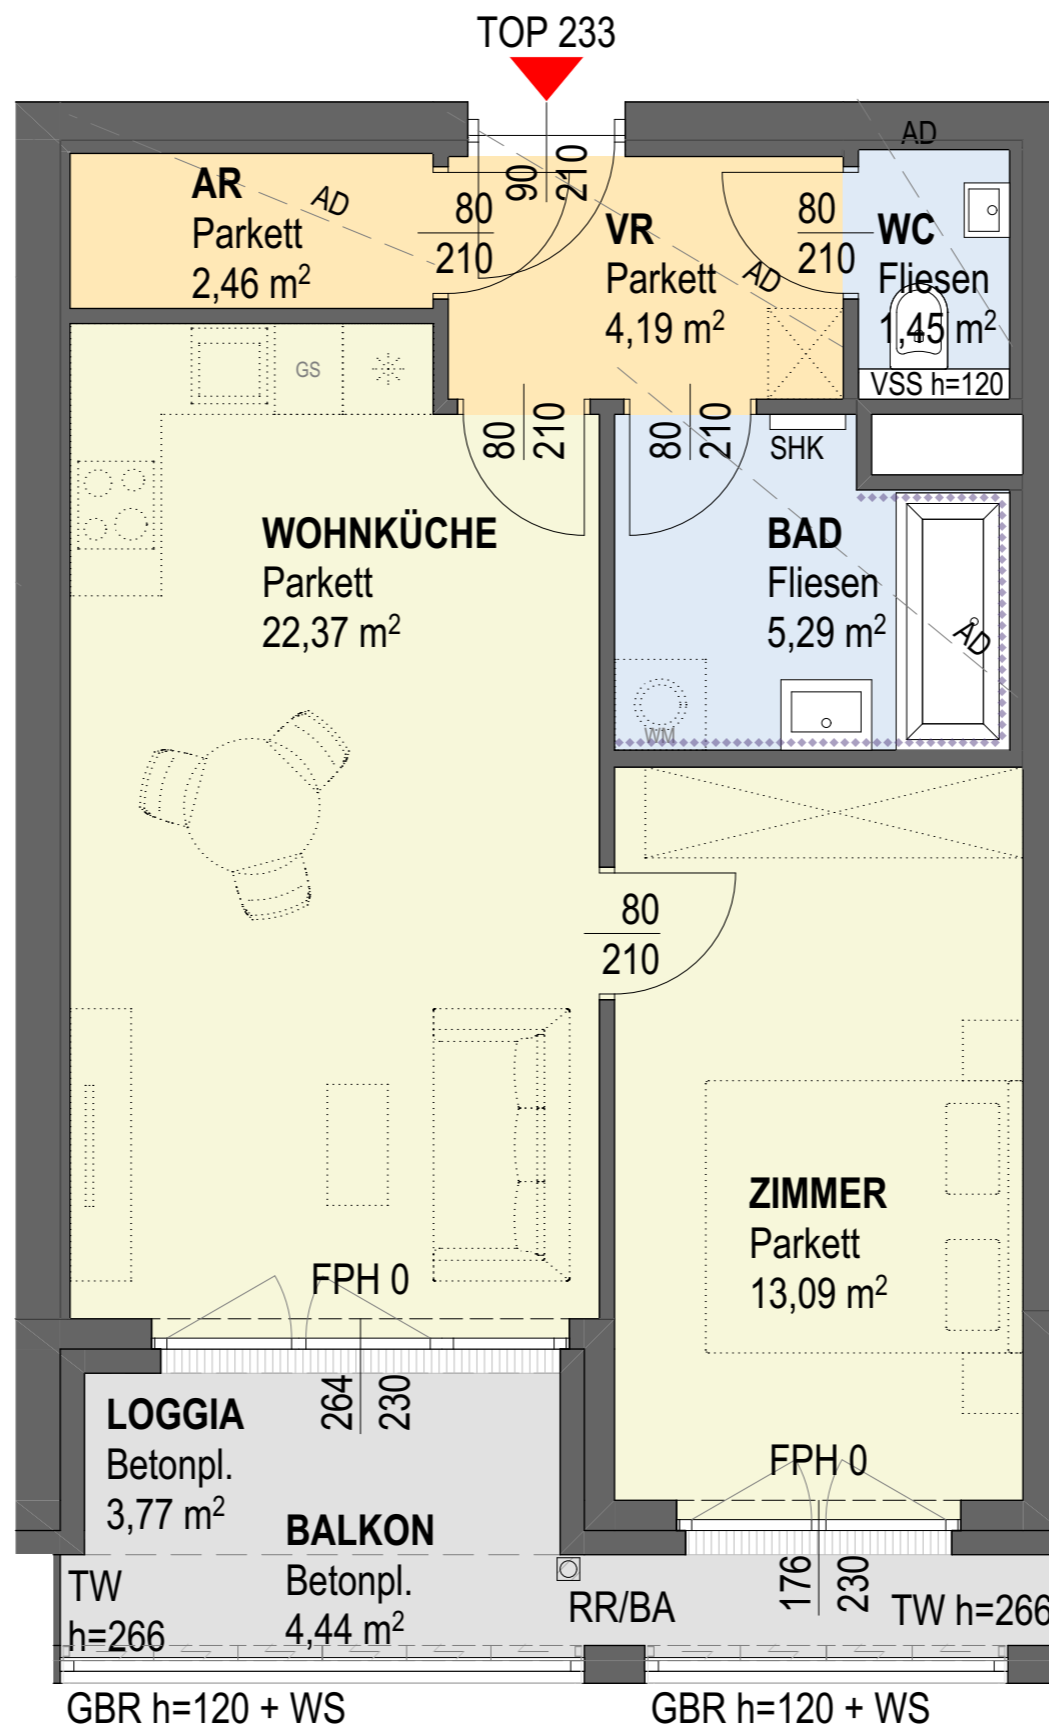 TOP 233
AD
90
210
AR
Parkett
2,46 m²
AD
80
210
VR
Parkett
4,19 m²
AD
80
210
WC
Fliesen
1,45 m²
VSS h=120
GS
80
210
80
210
SHK
WOHNKÜCHE
Parkett
22,37 m²
BAD
Fliesen
5,29 m²
AD
WM
80
210
ZIMMER
Parkett
13,09 m²
FPH 0
264
230
LOGGIA
Betonpl.
3,77 m²
FPH 0
176
230
BALKON
Betonpl.
4,44 m²
TW
h=266
RR/BA
TW h=266
GBR h=120 + WS
GBR h=120 + WS